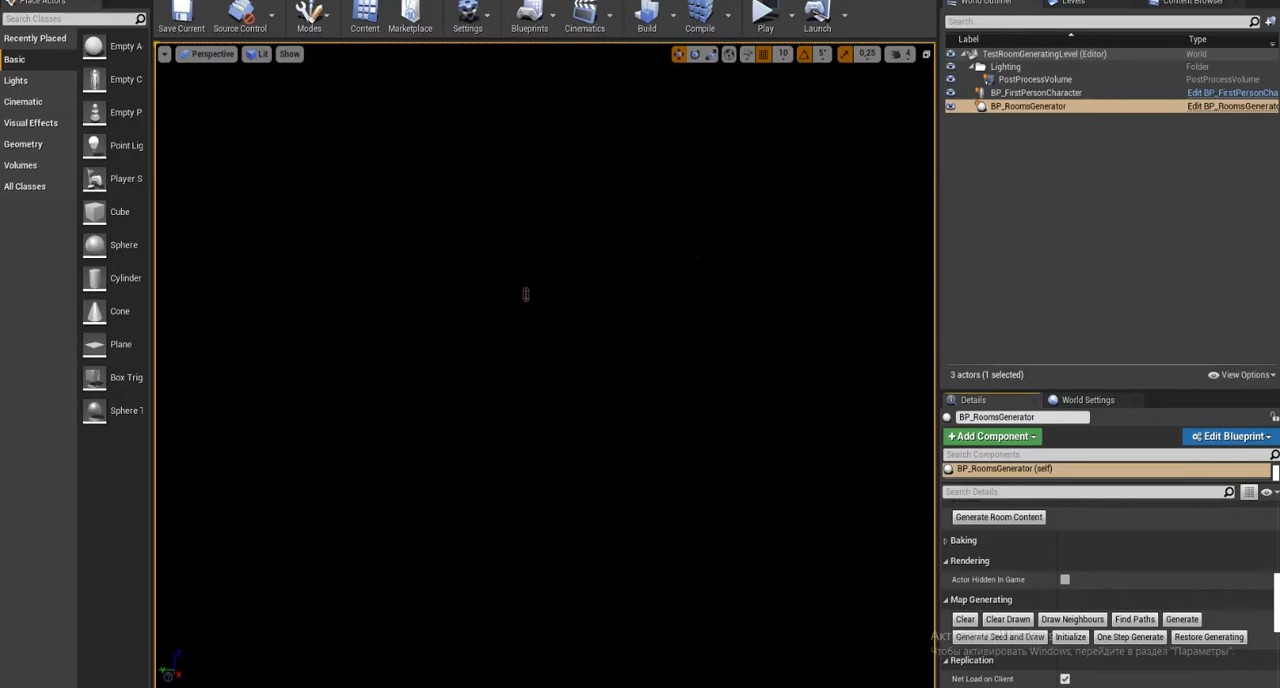 Place Actors
World Outliner
Levels
Content Browser
Search Classes
Save Current
Source Control
Modes
Content
Marketplace
Settings
Blueprints
Cinematics
Build
Compile
Play
Launch
Search...
Recently Placed
Basic
Lights
Cinematic
Visual Effects
Geometry
Volumes
All Classes
Empty A
Empty C
Empty P
Point Lig
Player S
Cube
Sphere
Cylinder
Cone
Plane
Box Trig
Sphere T
Perspective
Lit
Show
10
5°
0,25
4
Label
Type
TestRoomGeneratingLevel (Editor)
World
Lighting
Folder
PostProcessVolume
PostProcessVolume
BP_FirstPersonCharacter
Edit BP_FirstPersonCha
BP_RoomsGenerator
Edit BP_RoomsGenerato
3 actors (1 selected)
View Options
Details
World Settings
BP_RoomsGenerator
+Add Component
Edit Blueprint
Search Components
BP_RoomsGenerator (self)
Search Details
Generate Room Content
Baking
Rendering
Actor Hidden In Game
Map Generating
Clear
Clear Drawn
Draw Neighbours
Find Paths
Generate
Generate Seed and Draw
Initialize
One Step Generate
Restore Generating
Чтобы активировать Windows, перейдите в раздел "Параметры".
Replication
Net Load on Client